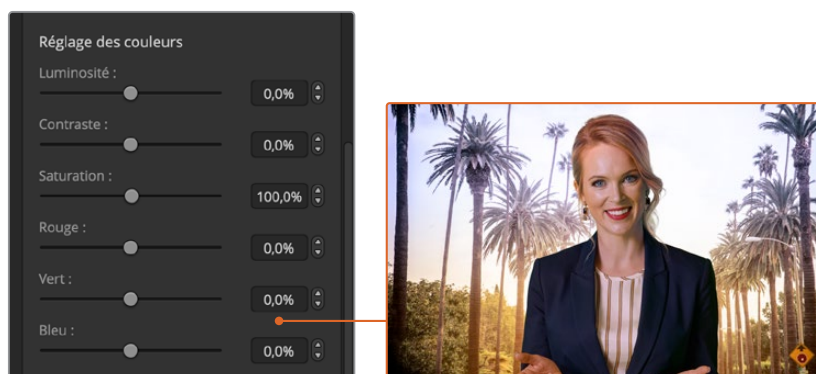 Réglage des couleurs
Luminosité :
0,0%
Contraste :
0,0%
Saturation :
100,0%
Rouge :
0,0%
Vert :
0,0%
Bleu :
0,0%